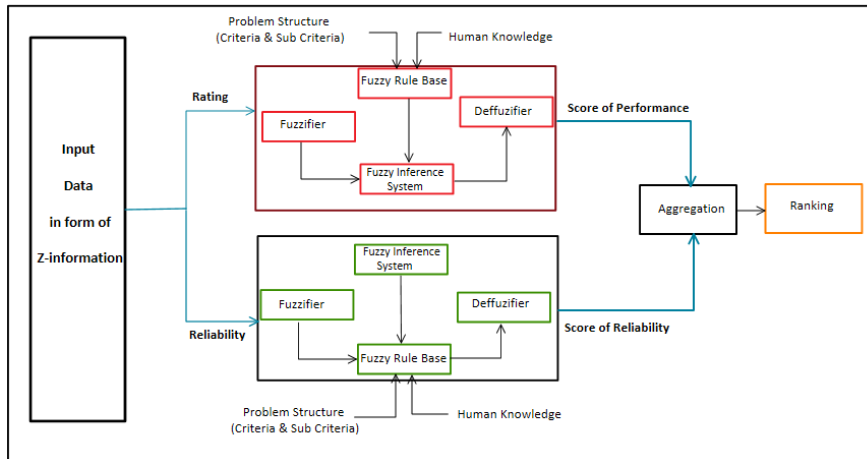 Problem Structure
(Criteria & Sub Criteria)
Human Knowledge
Input
Data
in form of
Z-information
Rating
Fuzzy Rule Base
Fuzzifier
Deffuzifier
Fuzzy Inference
System
Score of Performance
Aggregation
Ranking
Reliability
Fuzzy Inference
System
Fuzzifier
Deffuzifier
Fuzzy Rule Base
Score of Reliability
Problem Structure
(Criteria & Sub Criteria)
Human Knowledge